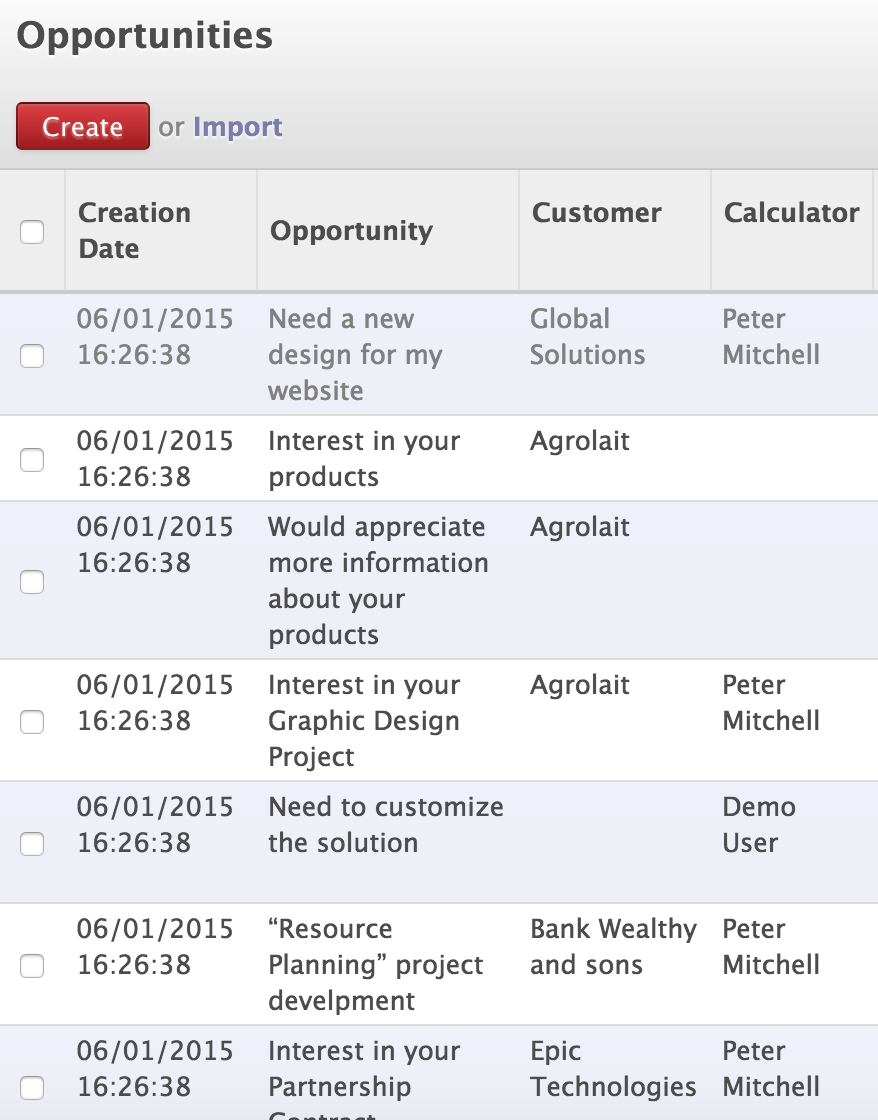 Opportunities
Create or Import
Creation Date Opportunity Customer Calculator
06/01/2015 Need a new Global Peter
16:26:38 design for my Solutions Mitchell
website
06/01/2015 Interest in your Agrolait
16:26:38 products
06/01/2015 Would appreciate Agrolait
16:26:38 more information
about your
products
06/01/2015 Interest in your Agrolait Peter
16:26:38 Graphic Design Mitchell
Project
06/01/2015 Need to customize Demo
16:26:38 the solution User
06/01/2015 “Resource Bank Wealthy Peter
16:26:38 Planning” project and sons Mitchell
develpment
06/01/2015 Interest in your Epic Peter
16:26:38 Partnership Technologies Mitchell